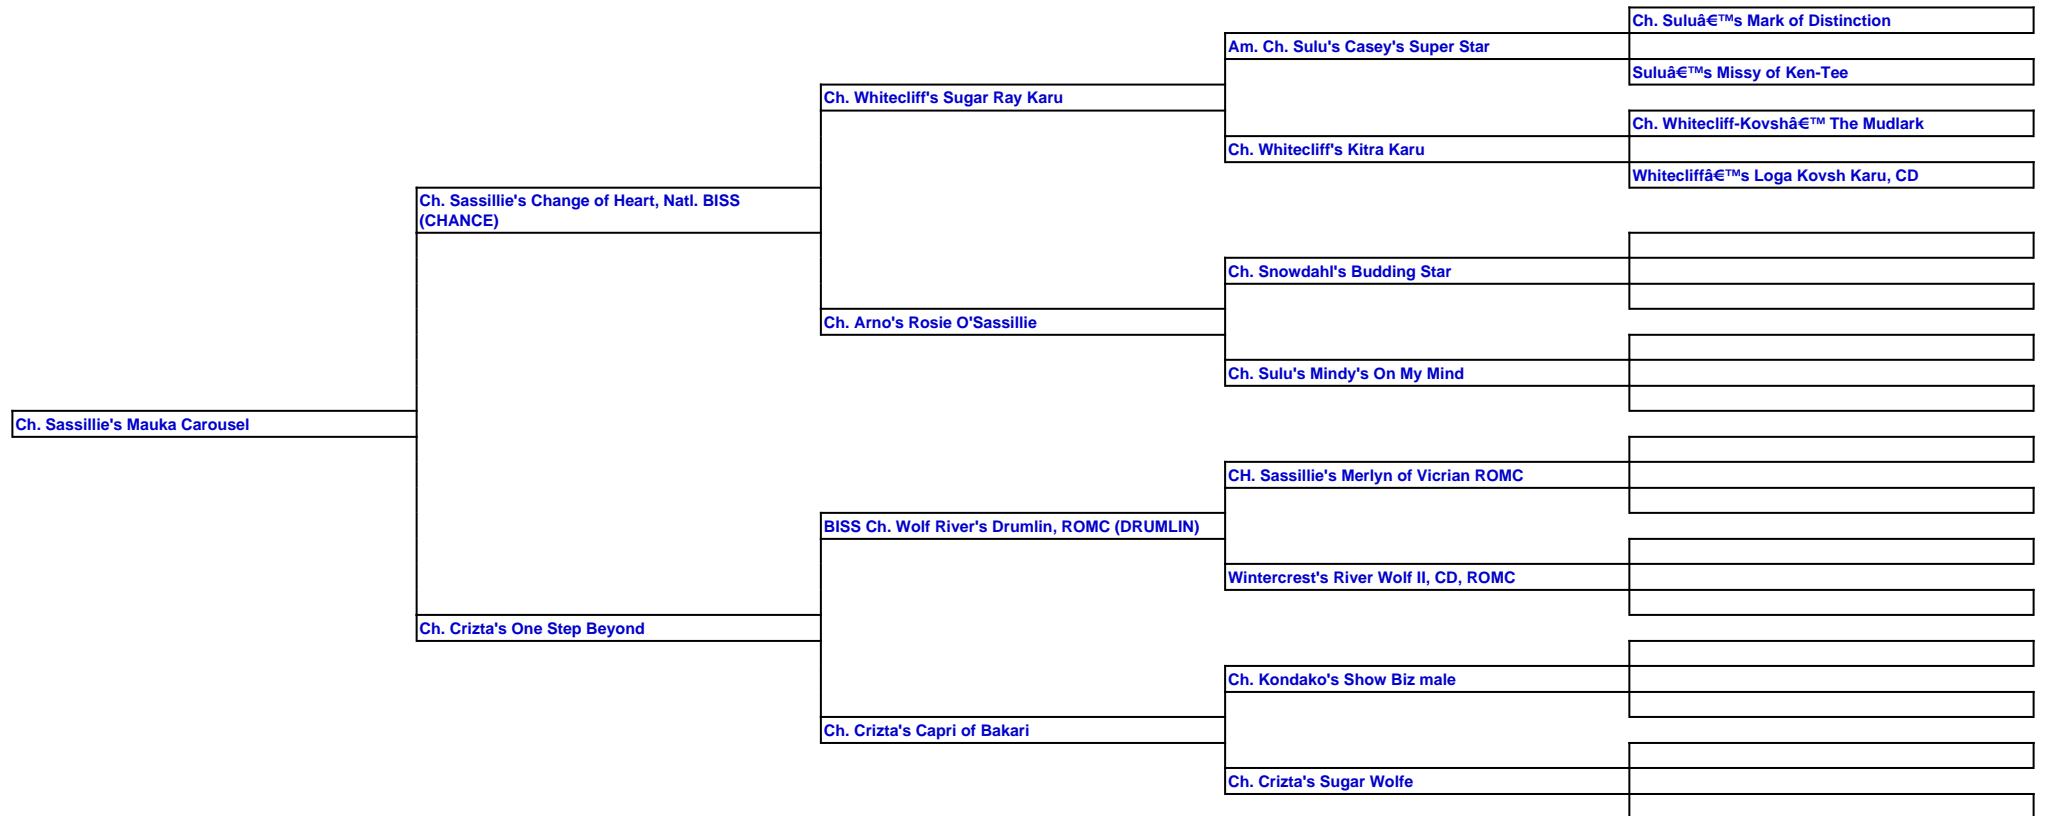 Ch. Suluâ€™s Mark of Distinction
Am. Ch. Sulu's Casey's Super Star
Suluâ€™s Missy of Ken-Tee
Ch. Whitecliff's Sugar Ray Karu
Ch. Whitecliff-Kovshâ€™ The Mudlark
Ch. Whitecliff's Kitra Karu
Whitecliffâ€™s Loga Kovsh Karu, CD
Ch. Sassillie's Change of Heart, Natl. BISS
(CHANCE)
Ch. Snowdahl's Budding Star
Ch. Arno's Rosie O'Sassillie
Ch. Sulu's Mindy's On My Mind
Ch. Sassillie's Mauka Carousel
CH. Sassillie's Merlyn of Vicrian ROMC
BISS Ch. Wolf River's Drumlin, ROMC (DRUMLIN)
Wintercrest's River Wolf II, CD, ROMC
Ch. Crizta's One Step Beyond
Ch. Kondako's Show Biz male
Ch. Crizta's Capri of Bakari
Ch. Crizta's Sugar Wolfe